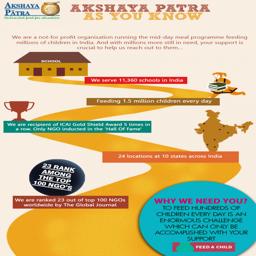 AKSHAYA PATRA
AKSHAYA
PATRA
AS YOU KNOW
We are a not-for profit organisation running the mid-day meal programme feeding
millions of children in India. And with millions more still in need, your support is
crucial to help us reach out to them...
SCHOOL
We serve 11,360 schools in India
Feeding 1.5 million children every day
We are recipient of ICAI Gold Shield Award 5 times in
a row. Only NGO inducted in the 'Hall Of Fame'
24 locations at 10 states across India
23 RANK
AMONG
THE TOP
100 NGO'S
We are ranked 23 out of top 100 NGOs
worldwide by The Global Journal
WHY WE NEED YOU?
TO FEED HUNDREDS OF
CHILDREN EVERY DAY IS AN
ENORMOUS CHALLENGE
WHICH CAN ONLY BE
ACCOMPLISHED WITH YOUR
SUPPORT
FEED A CHILD